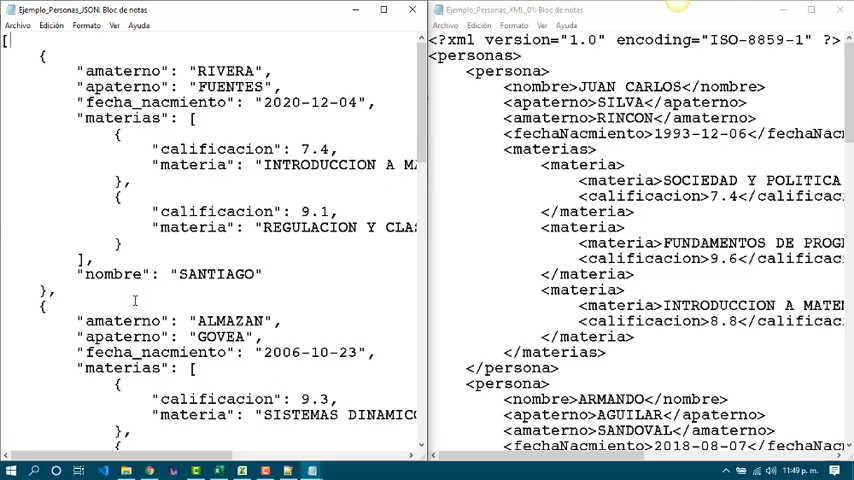 Ejemplo_Personas_JSON: Bloc de notas
Archivo Edición Formato Ver Ayuda
[
{
"amaterno": "RIVERA",
"apaterno": "FUENTES",
"fecha_nacmiento": "2020-12-04",
"materias": [
{
"calificacion": 7.4,
"materia": "INTRODUCCION A MA
},
{
"calificacion": 9.1,
"materia": "REGULACION Y CLAS
}
],
"nombre": "SANTIAGO"
},
{
"amaterno": "ALMAZAN",
"apaterno": "GOVEA",
"fecha_nacmiento": "2006-10-23",
"materias": [
{
"calificacion": 9.3,
"materia": "SISTEMAS DINAMICO
},
{
Ejemplo_Personas_XML_01: Bloc de notas
Archivo Edición Formato Ver Ayuda
<?xml version="1.0" encoding="ISO-8859-1" ?>
<personas>
<persona>
<nombre>JUAN CARLOS</nombre>
<apaterno>SILVA</apaterno>
<amaterno>RINCON</amaterno>
<fechaNacmiento>1993-12-06</fechaNacm
<materias>
<materia>
<materia>SOCIEDAD Y POLITICA
<calificacion>7.4</calificac
</materia>
<materia>
<materia>FUNDAMENTOS DE PROG
<calificacion>9.6</calificac
</materia>
<materia>
<materia>INTRODUCCION A MATE
<calificacion>8.8</calificac
</materia>
</materias>
</persona>
<persona>
<nombre>ARMANDO</nombre>
<apaterno>AGUILAR</apaterno>
<amaterno>SANDOVAL</amaterno>
<fechaNacmiento>2018-08-07</fechaNacm
11:49 p. m.